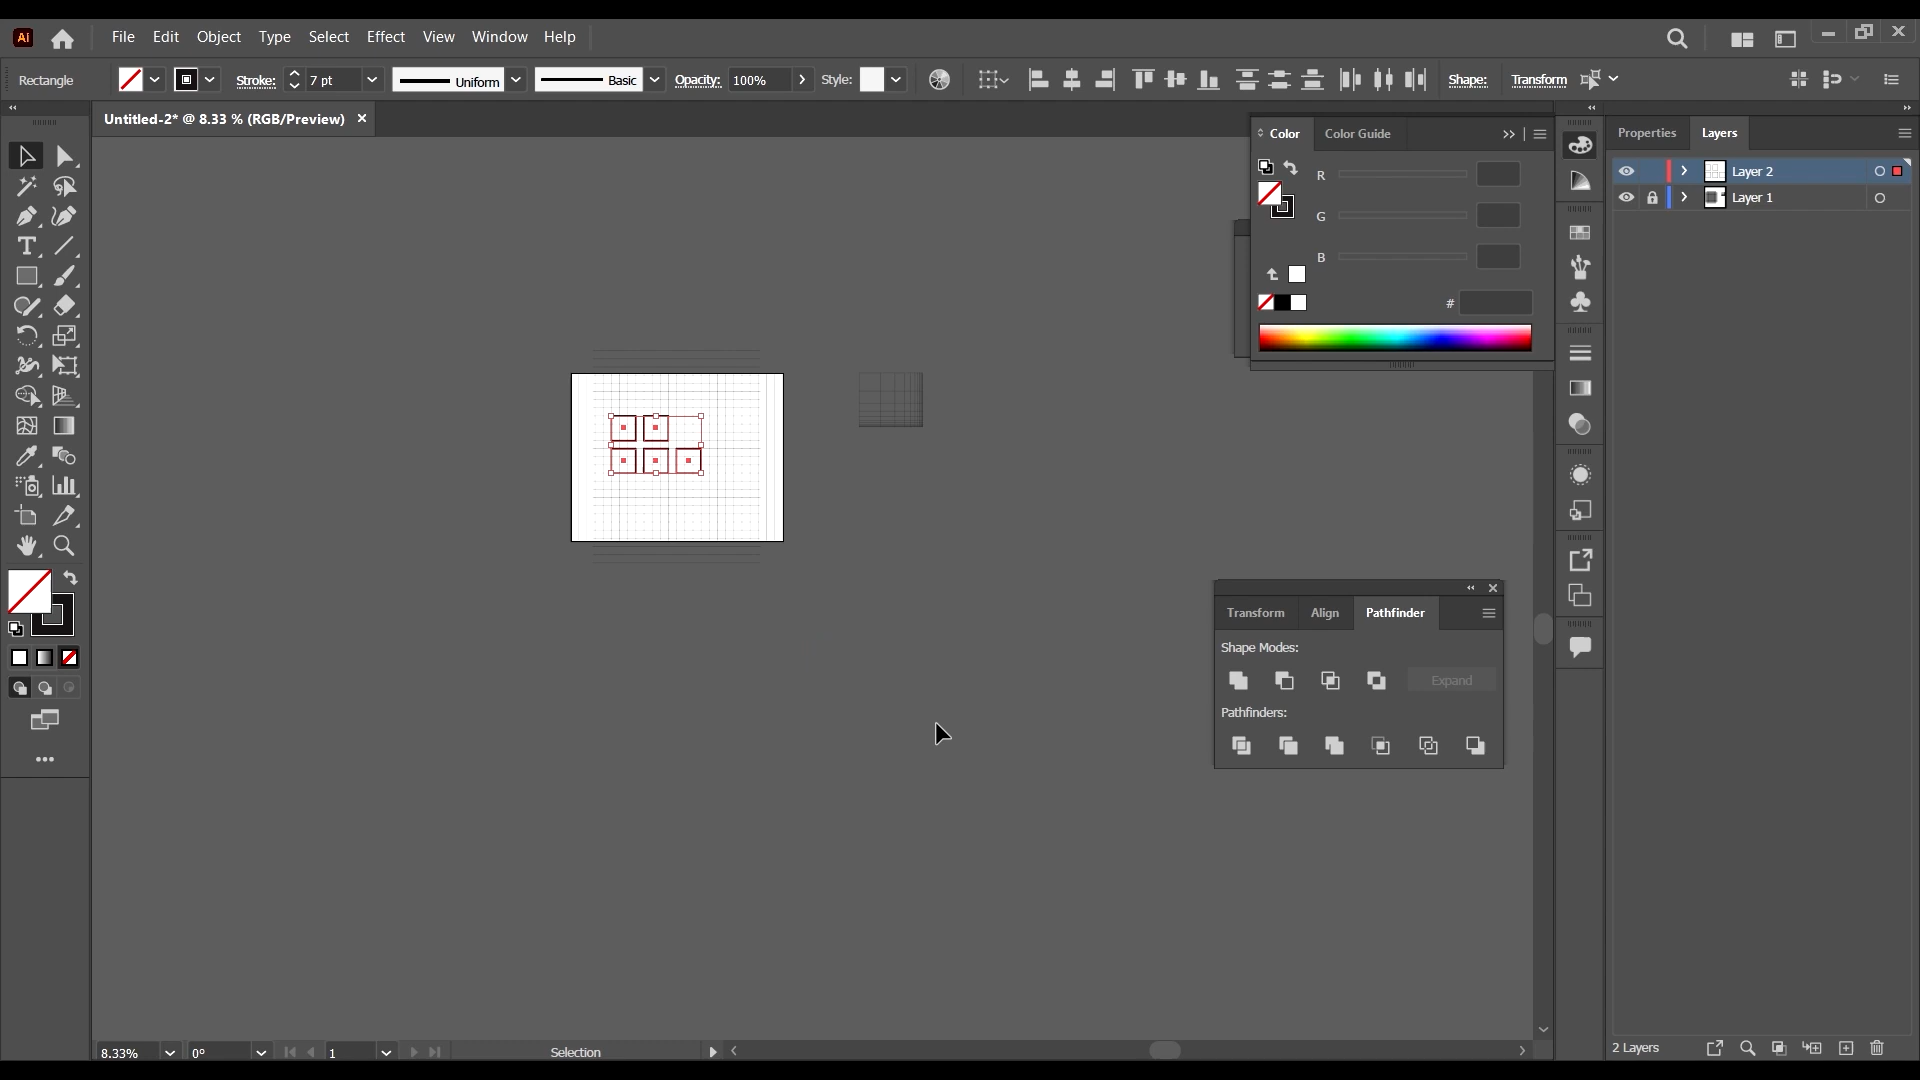 Ai File Edit Object Type Select Effect View Window Help
Rectangle Stroke: 7 pt Uniform Basic Opacity: 100% Style: Shape: Transform
Untitled-2* @ 8.33 % (RGB/Preview)
Color Color Guide
R
G
B
#
Properties Layers
Layer 2
Layer 1
Transform Align Pathfinder
Shape Modes:
Expand
Pathfinders:
8.33% 0° 1 Selection
2 Layers